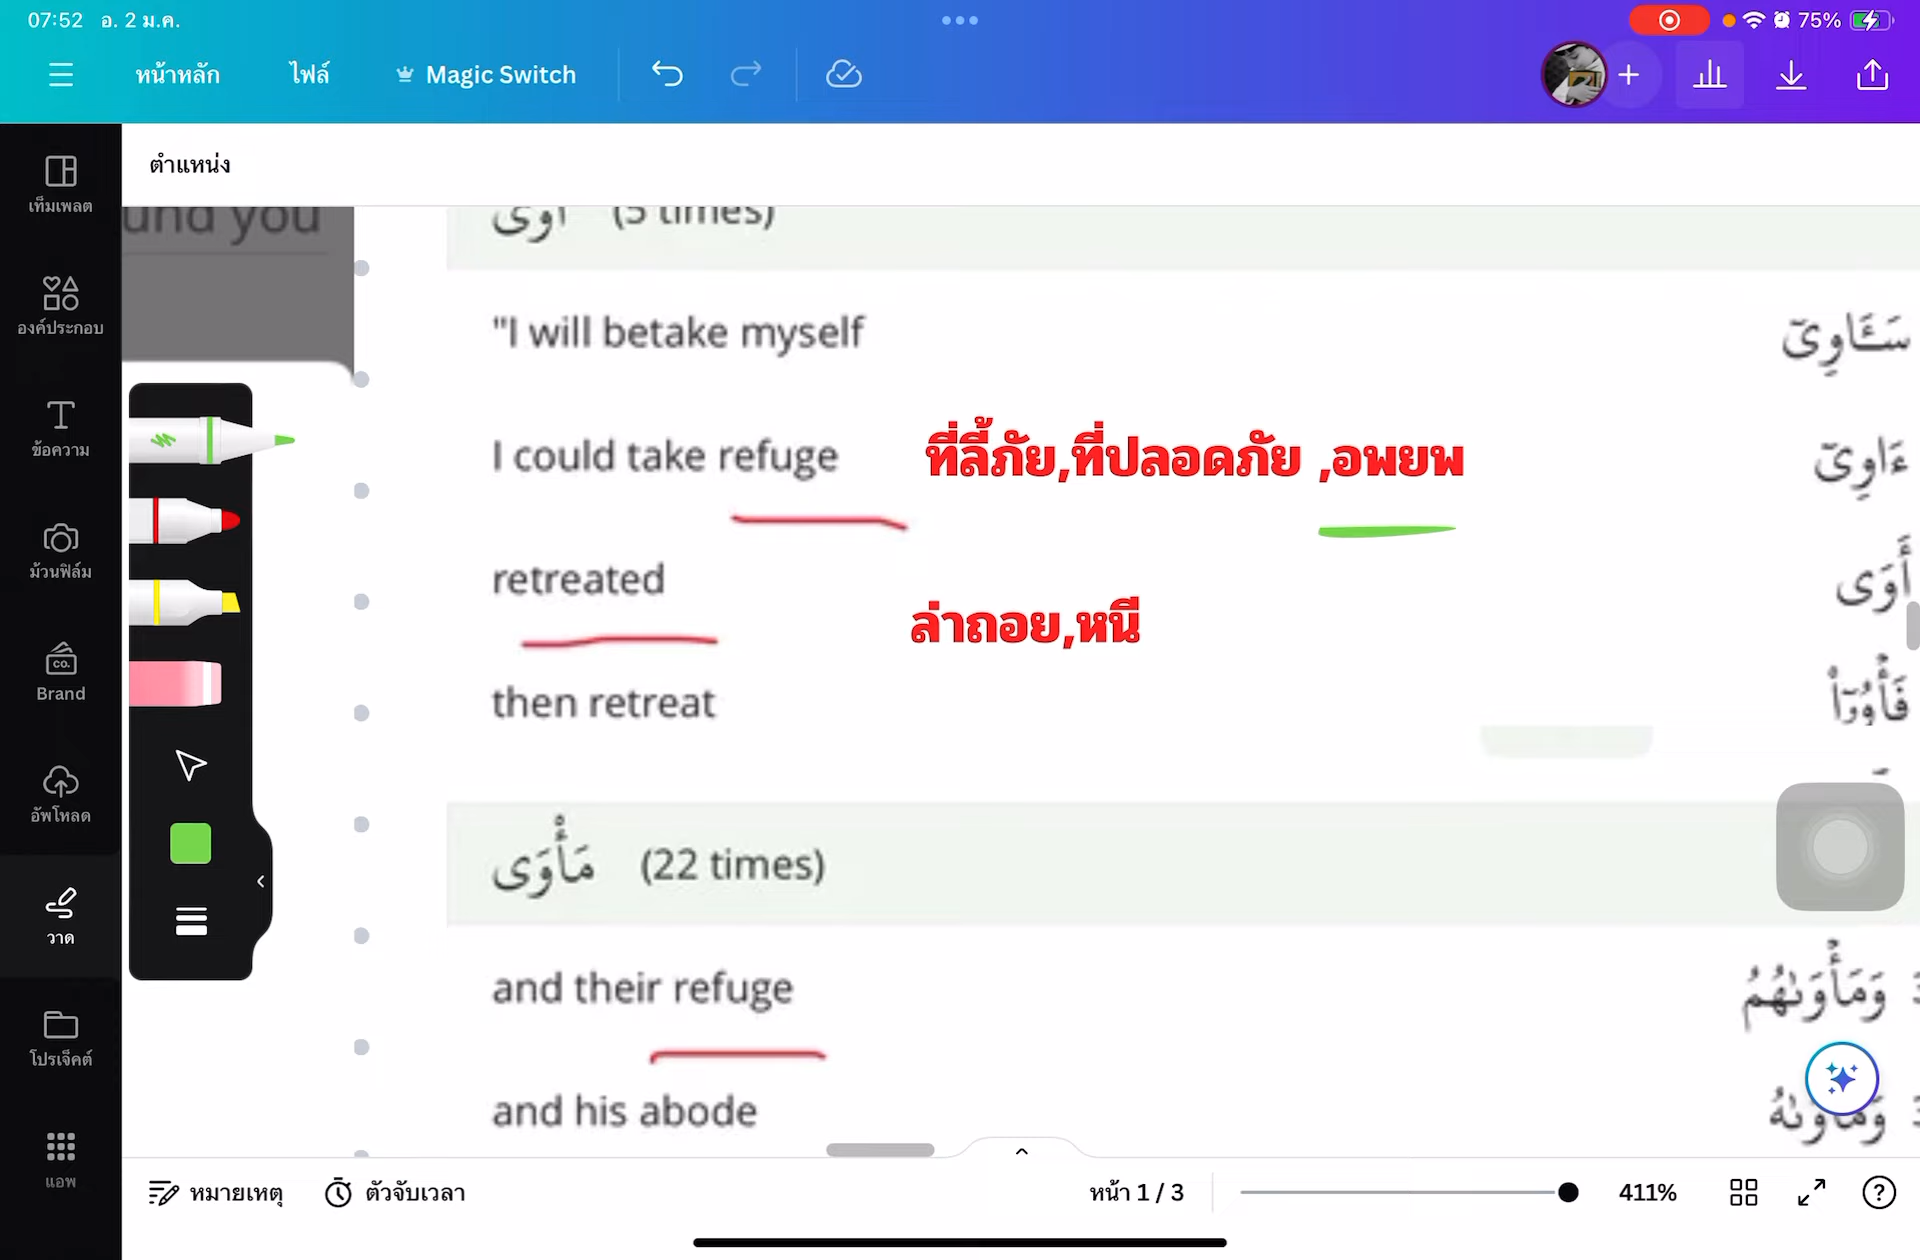 07:52 อ. 2 ม.ค.
75%
หน้าหลัก
ไฟล์
Magic Switch
ตำแหน่ง
เท็มเพลต
องค์ประกอบ
ข้อความ
ม้วนฟิล์ม
CO.
Brand
อัพโหลด
วาด
โปรเจ็คต์
แอพ
und you
(5 times)
"I will betake myself سَـَٔاوِىٓ
I could take refuge ที่ลี้ภัย,ที่ปลอดภัย ,อพยพ ءَاوِىٓ
retreated ล่าถอย,หนี أَوَى
then retreat فَأْوُۥٓا۟
مَأْوَى (22 times)
and their refuge وَمَأْوَىٰهُمُ
and his abode وَمَأْوَىٰهُ
หมายเหตุ
ตัวจับเวลา
หน้า 1 / 3
411%